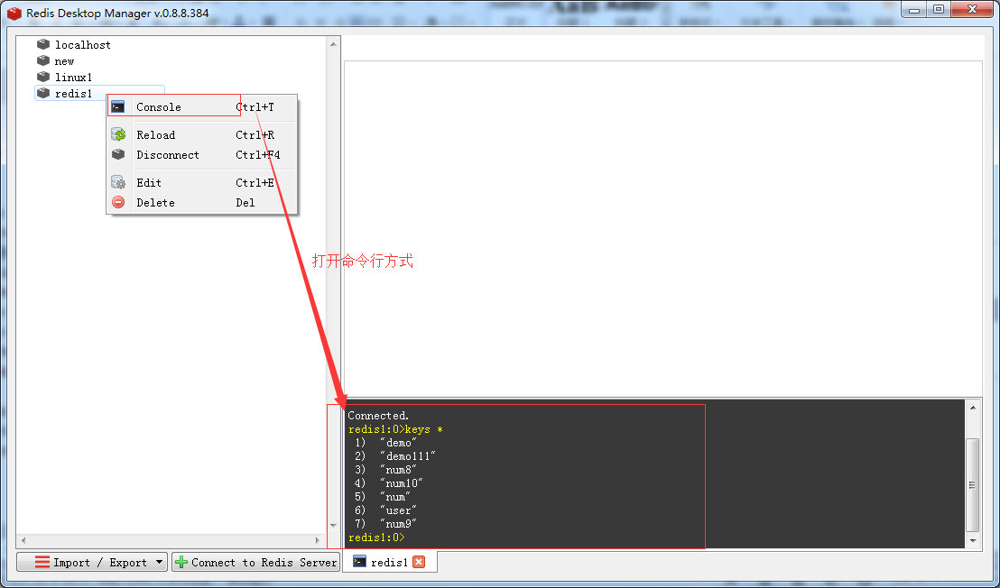 Redis Desktop Manager v.0.8.8.384
localhost
new
linux1
redis1
Console Ctrl+T
Reload Ctrl+R
Disconnect Ctrl+F4
Edit Ctrl+E
Delete Del
打开命令行方式
Connected.
redis1:0>keys *
1) "demo"
2) "demo111"
3) "num8"
4) "num10"
5) "num"
6) "user"
7) "num9"
redis1:0>
Import / Export
Connect to Redis Server
redis1